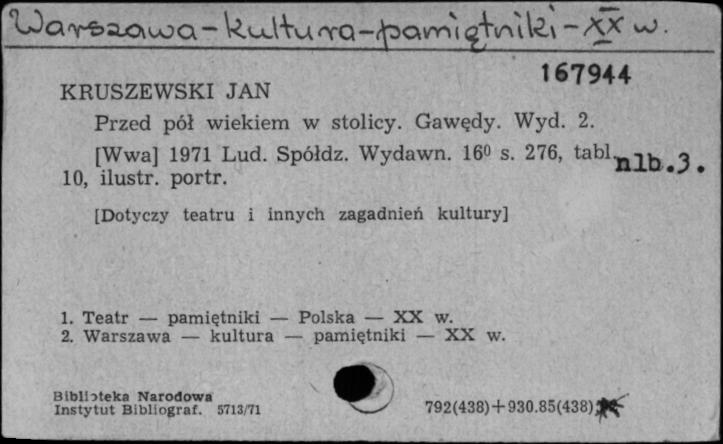 Warszawa-kultura-pamiętniki-XX w.
167944
KRUSZEWSKI JAN
Przed pół wiekiem w stolicy. Gawędy. Wyd. 2.
[Wwa] 1971 Lud. Spółdz. Wydawn. 16⁰ s. 276, tabl. nlb.3.
10, ilustr. portr.
[Dotyczy teatru i innych zagadnień kultury]
1. Teatr — pamiętniki — Polska — XX w.
2. Warszawa — kultura — pamiętniki — XX w.
Biblioteka Narodowa
Instytut Bibliograf. 5713/71
792(438)+930.85(438)